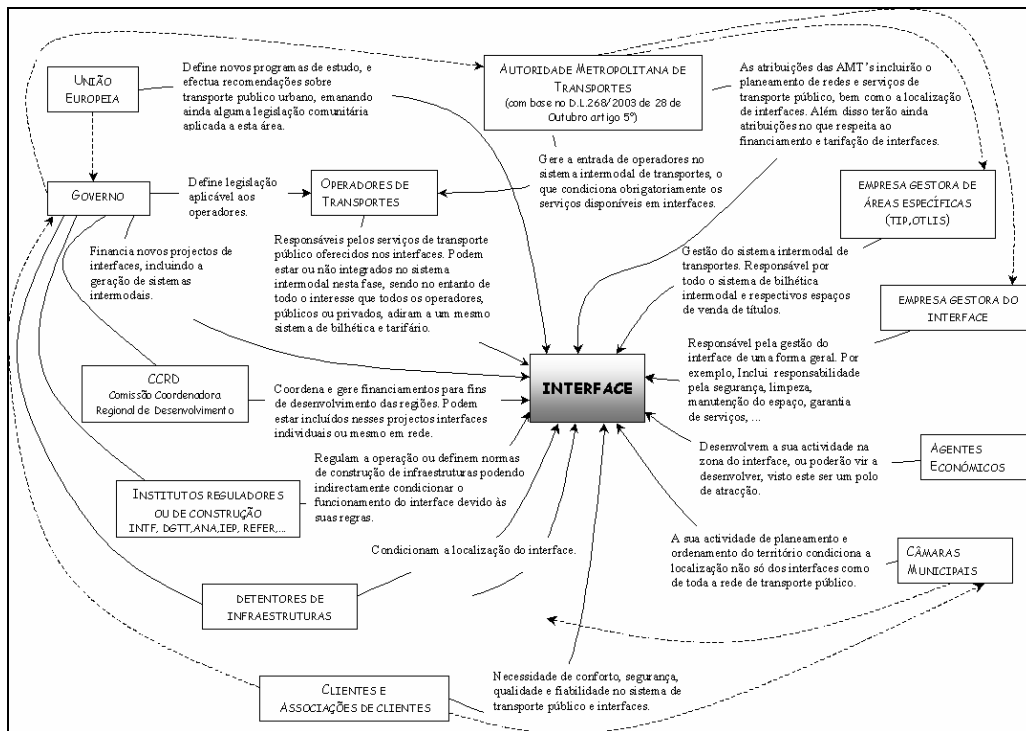 UNIÃO
EUROPEIA
Define novos programas de estudo, e
efectua recomendações sobre
transporte publico urbano, emanando
ainda alguma legislação comunitária
aplicada a esta área.
AUTORIDADE METROPOLITANA DE
TRANSPORTES
(com base no D.L.268/2003 de 28 de
Outubro artigo 5º)
As atribuições das AMT's incluirão o
planeamento de redes e serviços de
transporte público, bem como a localização
de interfaces. Além disso terão ainda
atribuições no que respeita ao
financiamento e tarifação de interfaces.
Gere a entrada de operadores no
sistema intermodal de transportes, o
que condiciona obrigatoriamente os
serviços disponíveis em interfaces.
GOVERNO
Define legislação
aplicável aos
operadores.
OPERADORES DE
TRANSPORTES
EMPRESA GESTORA DE
ÁREAS ESPECÍFICAS
(TIP,OTLIS)
Financia novos projectos de
interfaces, incluindo a
geração de sistemas
intermodais.
Responsáveis pelos serviços de transporte
público oferecidos nos interfaces. Podem
estar ou não integrados no sistema
intermodal nesta fase, sendo no entanto de
todo o interesse que todos os operadores,
públicos ou privados, adiram a um mesmo
sistema de bilhética e tarifário.
Gestão do sistema intermodal de
transportes. Responsável por
todo o sistema de bilhética
intermodal e respectivos espaços
de venda de títulos.
EMPRESA GESTORA DO
INTERFACE
Responsável pela gestão do
interface de uma forma geral. Por
exemplo, Inclui responsabilidade
pela segurança, limpeza,
manutenção do espaço, garantia
de serviços, ...
CCRD
Comissão Coordenadora
Regional de Desenvolvimento
Coordena e gere financiamentos para fins
de desenvolvimento das regiões. Podem
estar incluídos nesses projectos interfaces
individuais ou mesmo em rede.
INTERFACE
Desenvolvem a sua actividade na
zona do interface, ou poderão vir a
desenvolver, visto este ser um polo
de atracção.
AGENTES
ECONÓMICOS
Regulam a operação ou definem normas
de construção de infraestruturas podendo
indirectamente condicionar o
funcionamento do interface devido às
suas regras.
INSTITUTOS REGULADORES
OU DE CONSTRUÇÃO
INTF, DGTT,ANA,IEP, REFER,...
Condicionam a localização do interface.
A sua actividade de planeamento e
ordenamento do território condiciona a
localização não só dos interfaces como
de toda a rede de transporte público.
CÂMARAS
MUNICIPAIS
DETENTORES DE
INFRAESTRUTURAS
Necessidade de conforto, segurança,
qualidade e fiabilidade no sistema de
transporte público e interfaces.
CLIENTES E
ASSOCIAÇÕES DE CLIENTES